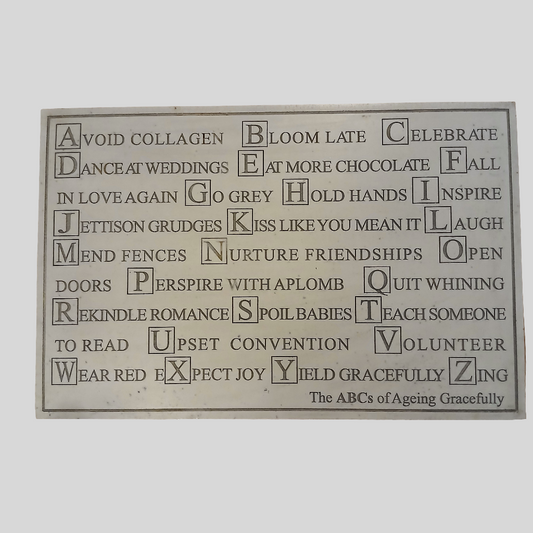 AVOID COLLAGEN BLOOM LATE CELEBRATE
DANCE AT WEDDINGS EAT MORE CHOCOLATE FALL
IN LOVE AGAIN GO GREY HOLD HANDS INSPIRE
JETTISON GRUDGES KISS LIKE YOU MEAN IT LAUGH
MEND FENCES NURTURE FRIENDSHIPS OPEN
DOORS PERSPIRE WITH APLOMB QUIT WHINING
REKINDLE ROMANCE SPOIL BABIES TEACH SOMEONE
TO READ UPSET CONVENTION VOLUNTEER
WEAR RED EXPECT JOY YIELD GRACEFULLY ZING
The ABCs of Ageing Gracefully